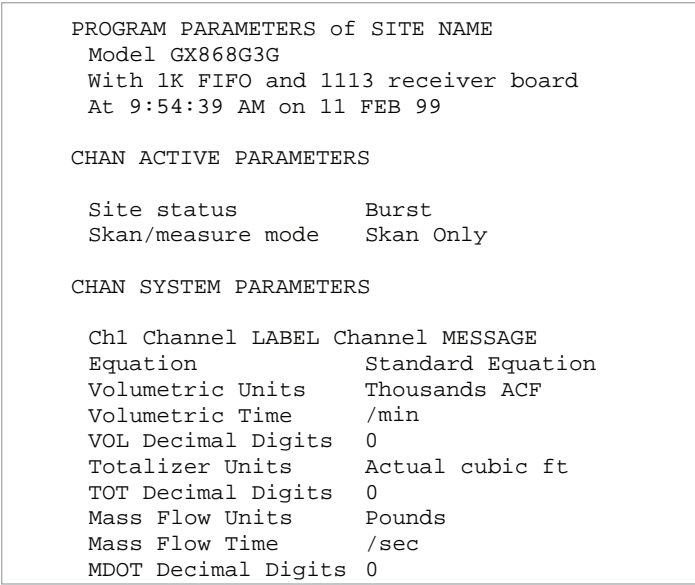 PROGRAM PARAMETERS of SITE NAME
Model GX868G3G
With 1K FIFO and 1113 receiver board
At 9:54:39 AM on 11 FEB 99
CHAN ACTIVE PARAMETERS
Site status Burst
Skan/measure mode Skan Only
CHAN SYSTEM PARAMETERS
Ch1 Channel LABEL Channel MESSAGE
Equation Standard Equation
Volumetric Units Thousands ACF
Volumetric Time /min
VOL Decimal Digits 0
Totalizer Units Actual cubic ft
TOT Decimal Digits 0
Mass Flow Units Pounds
Mass Flow Time /sec
MDOT Decimal Digits 0